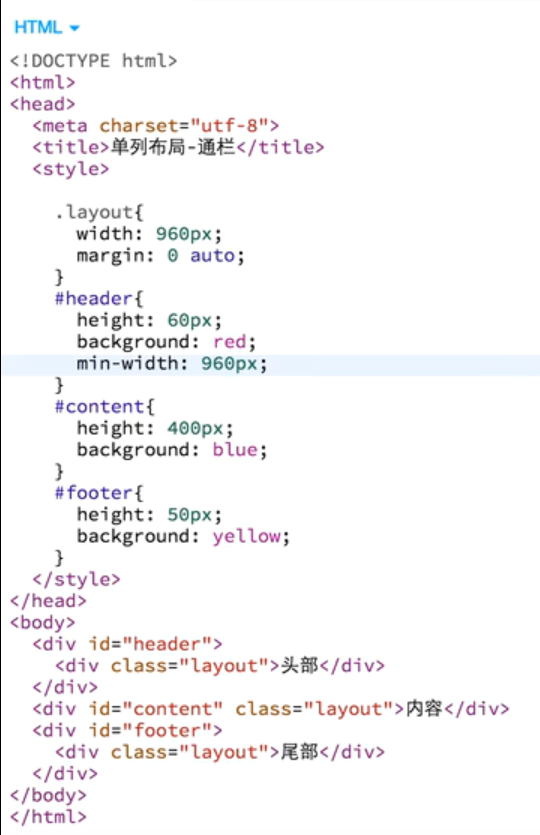 HTML
<!DOCTYPE html>
<html>
<head>
  <meta charset="utf-8">
  <title>单列布局-通栏</title>
  <style>

    .layout{
      width: 960px;
      margin: 0 auto;
    }
    #header{
      height: 60px;
      background: red;
      min-width: 960px;
    }
    #content{
      height: 400px;
      background: blue;
    }
    #footer{
      height: 50px;
      background: yellow;
    }
  </style>
</head>
<body>
  <div id="header">
    <div class="layout">头部</div>
  </div>
  <div id="content" class="layout">内容</div>
  <div id="footer">
    <div class="layout">尾部</div>
  </div>
</body>
</html>